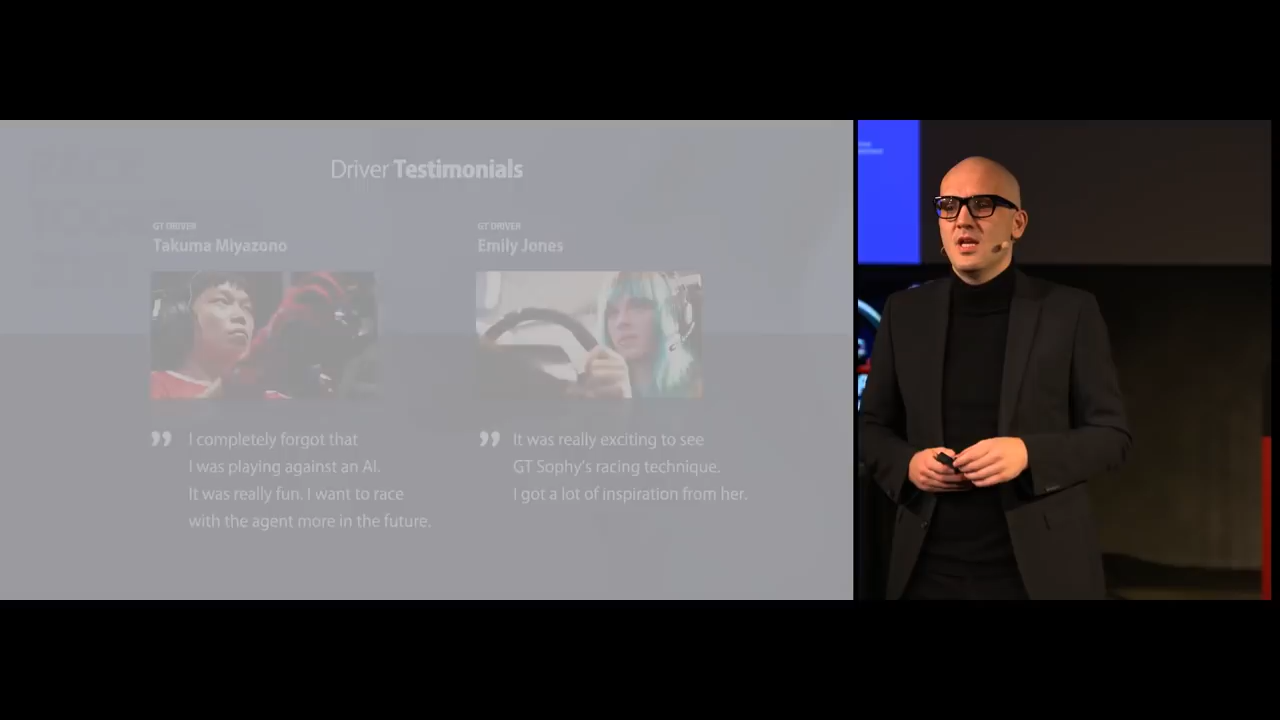 Driver Testimonials
GT DRIVER
Takuma Miyazono
GT DRIVER
Emily Jones
" I completely forgot that
I was playing against an AI.
It was really fun. I want to race
with the agent more in the future.
" It was really exciting to see
GT Sophy's racing technique.
I got a lot of inspiration from her.